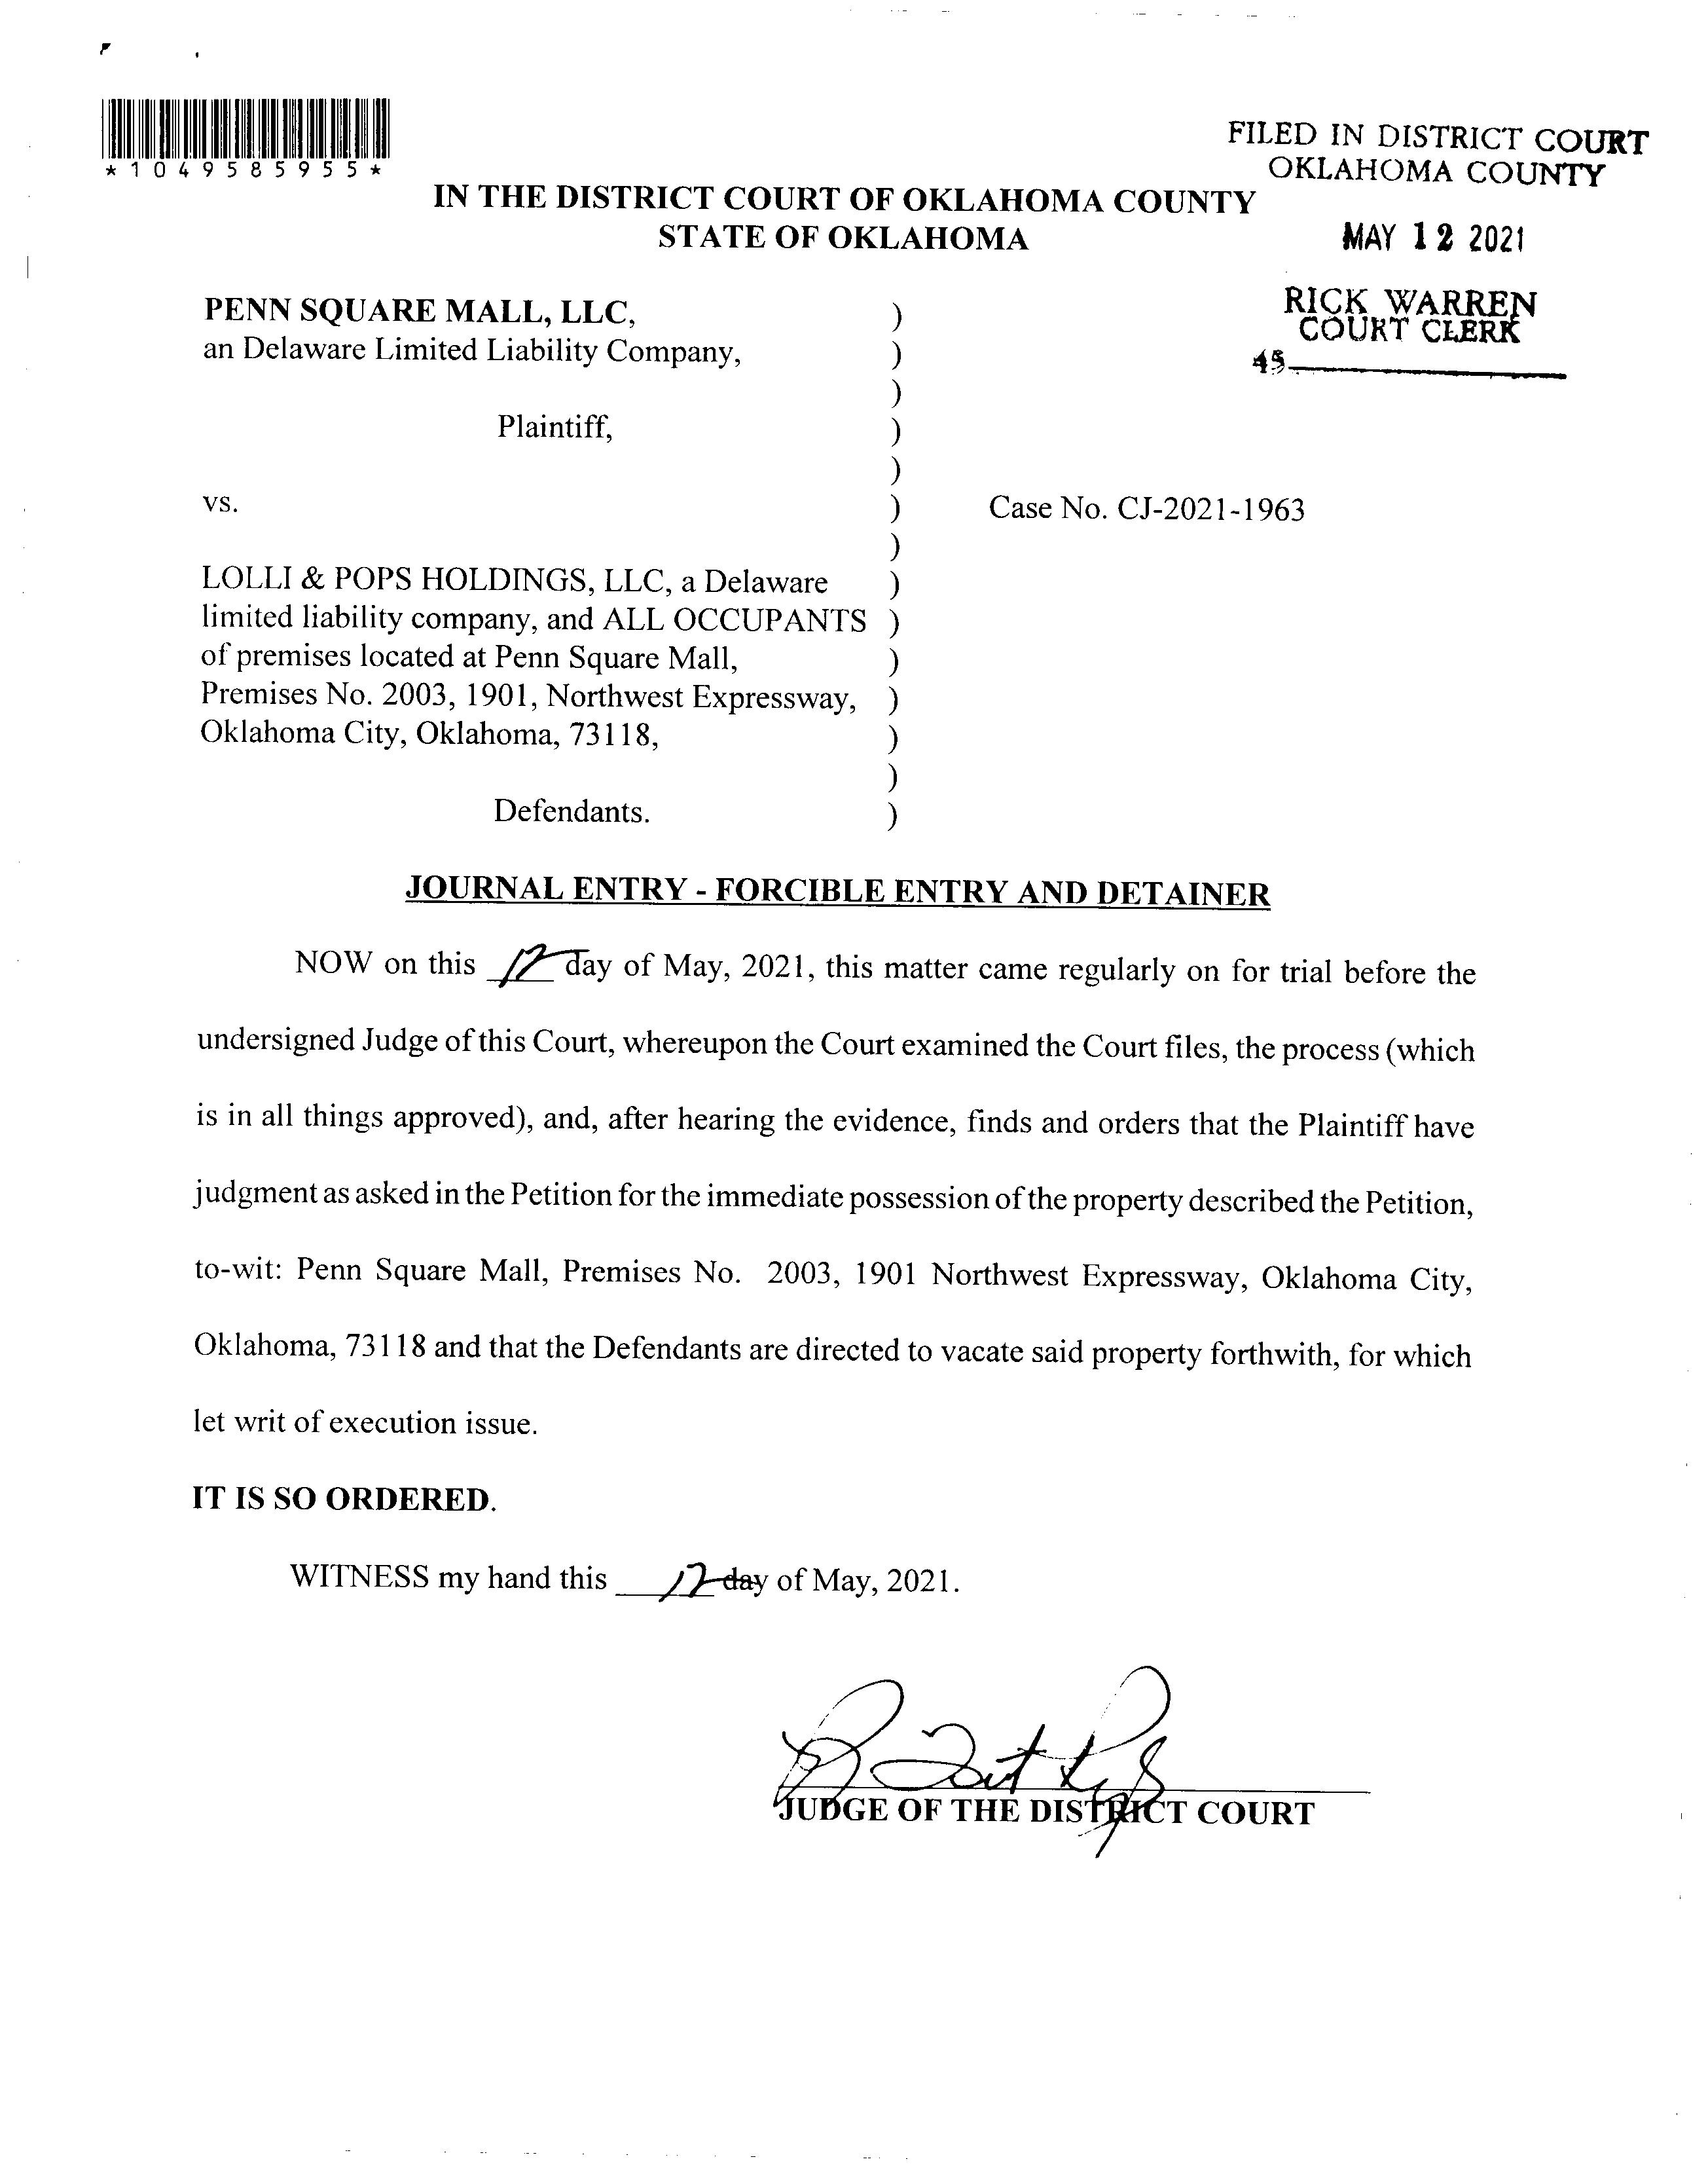 *1049585955*
FILED IN DISTRICT COURT
OKLAHOMA COUNTY
IN THE DISTRICT COURT OF OKLAHOMA COUNTY
STATE OF OKLAHOMA
MAY 12 2021
RICK WARREN
COURT CLERK
45
PENN SQUARE MALL, LLC,
an Delaware Limited Liability Company,
Plaintiff,
vs.
Case No. CJ-2021-1963
LOLLI & POPS HOLDINGS, LLC, a Delaware
limited liability company, and ALL OCCUPANTS
of premises located at Penn Square Mall,
Premises No. 2003, 1901, Northwest Expressway,
Oklahoma City, Oklahoma, 73118,
Defendants.
)
)
)
)
)
)
)
)
)
)
)
)
)
)
JOURNAL ENTRY - FORCIBLE ENTRY AND DETAINER
NOW on this 12 day of May, 2021, this matter came regularly on for trial before the
undersigned Judge of this Court, whereupon the Court examined the Court files, the process (which
is in all things approved), and, after hearing the evidence, finds and orders that the Plaintiff have
judgment as asked in the Petition for the immediate possession of the property described the Petition,
to-wit: Penn Square Mall, Premises No. 2003, 1901 Northwest Expressway, Oklahoma City,
Oklahoma, 73118 and that the Defendants are directed to vacate said property forthwith, for which
let writ of execution issue.
IT IS SO ORDERED.
WITNESS my hand this 12 day of May, 2021.
JUDGE OF THE DISTRICT COURT